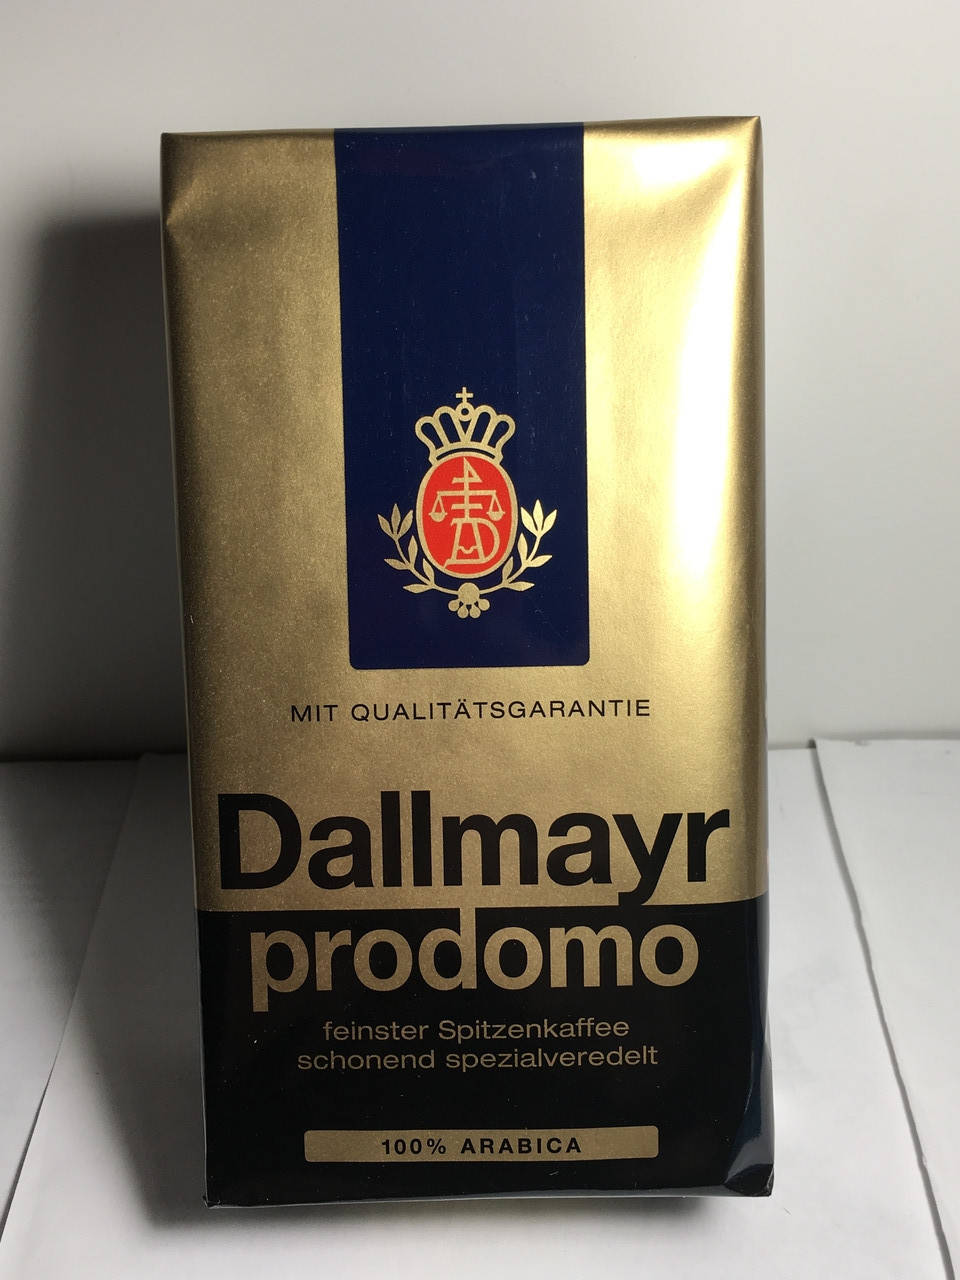 MIT QUALITÄTSGARANTIE
Dallmayr
prodomo
feinster Spitzenkaffee
schonend spezialveredelt
100% ARABICA